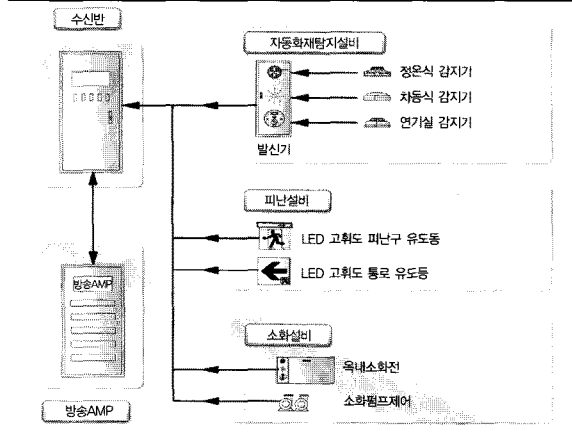 수신반
자동화재탐지설비
정온식 감지기
차동식 감지기
연기실 감지기
발신기
피난설비
LED 고휘도 피난구 유도동
LED 고휘도 통로 유도등
방송AMP
소화설비
옥내소화전
소화펌프제어
방송AMP